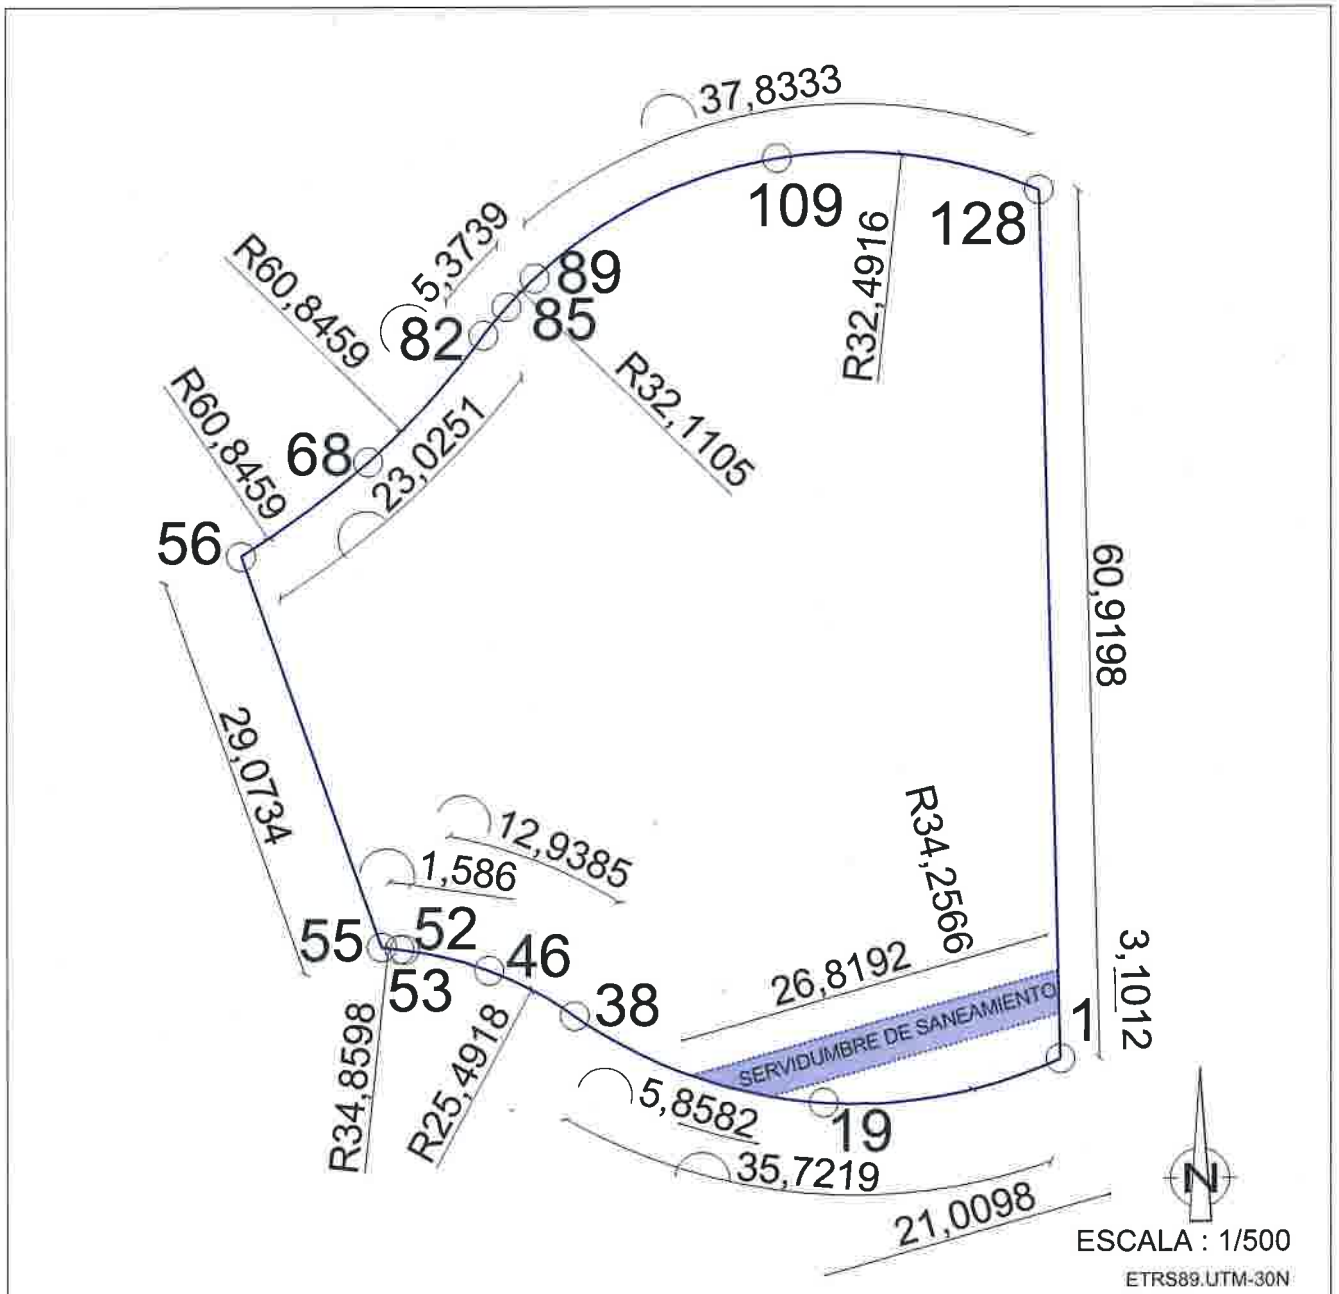 37,8333
109
128
R32,4916
5,3739
89
R60,8459
82
85
R32,1105
R60,8459
68
23,0251
56
60,9198
29,0734
12,9385
R34,2566
1,586
55
52
53
46
38
26,8192
3,1012
SERVIDUMBRE DE SANEAMIENTO
1
R34,8598
R25,4918
5,8582
19
35,7219
21,0098
N
ESCALA : 1/500
ETRS89.UTM-30N